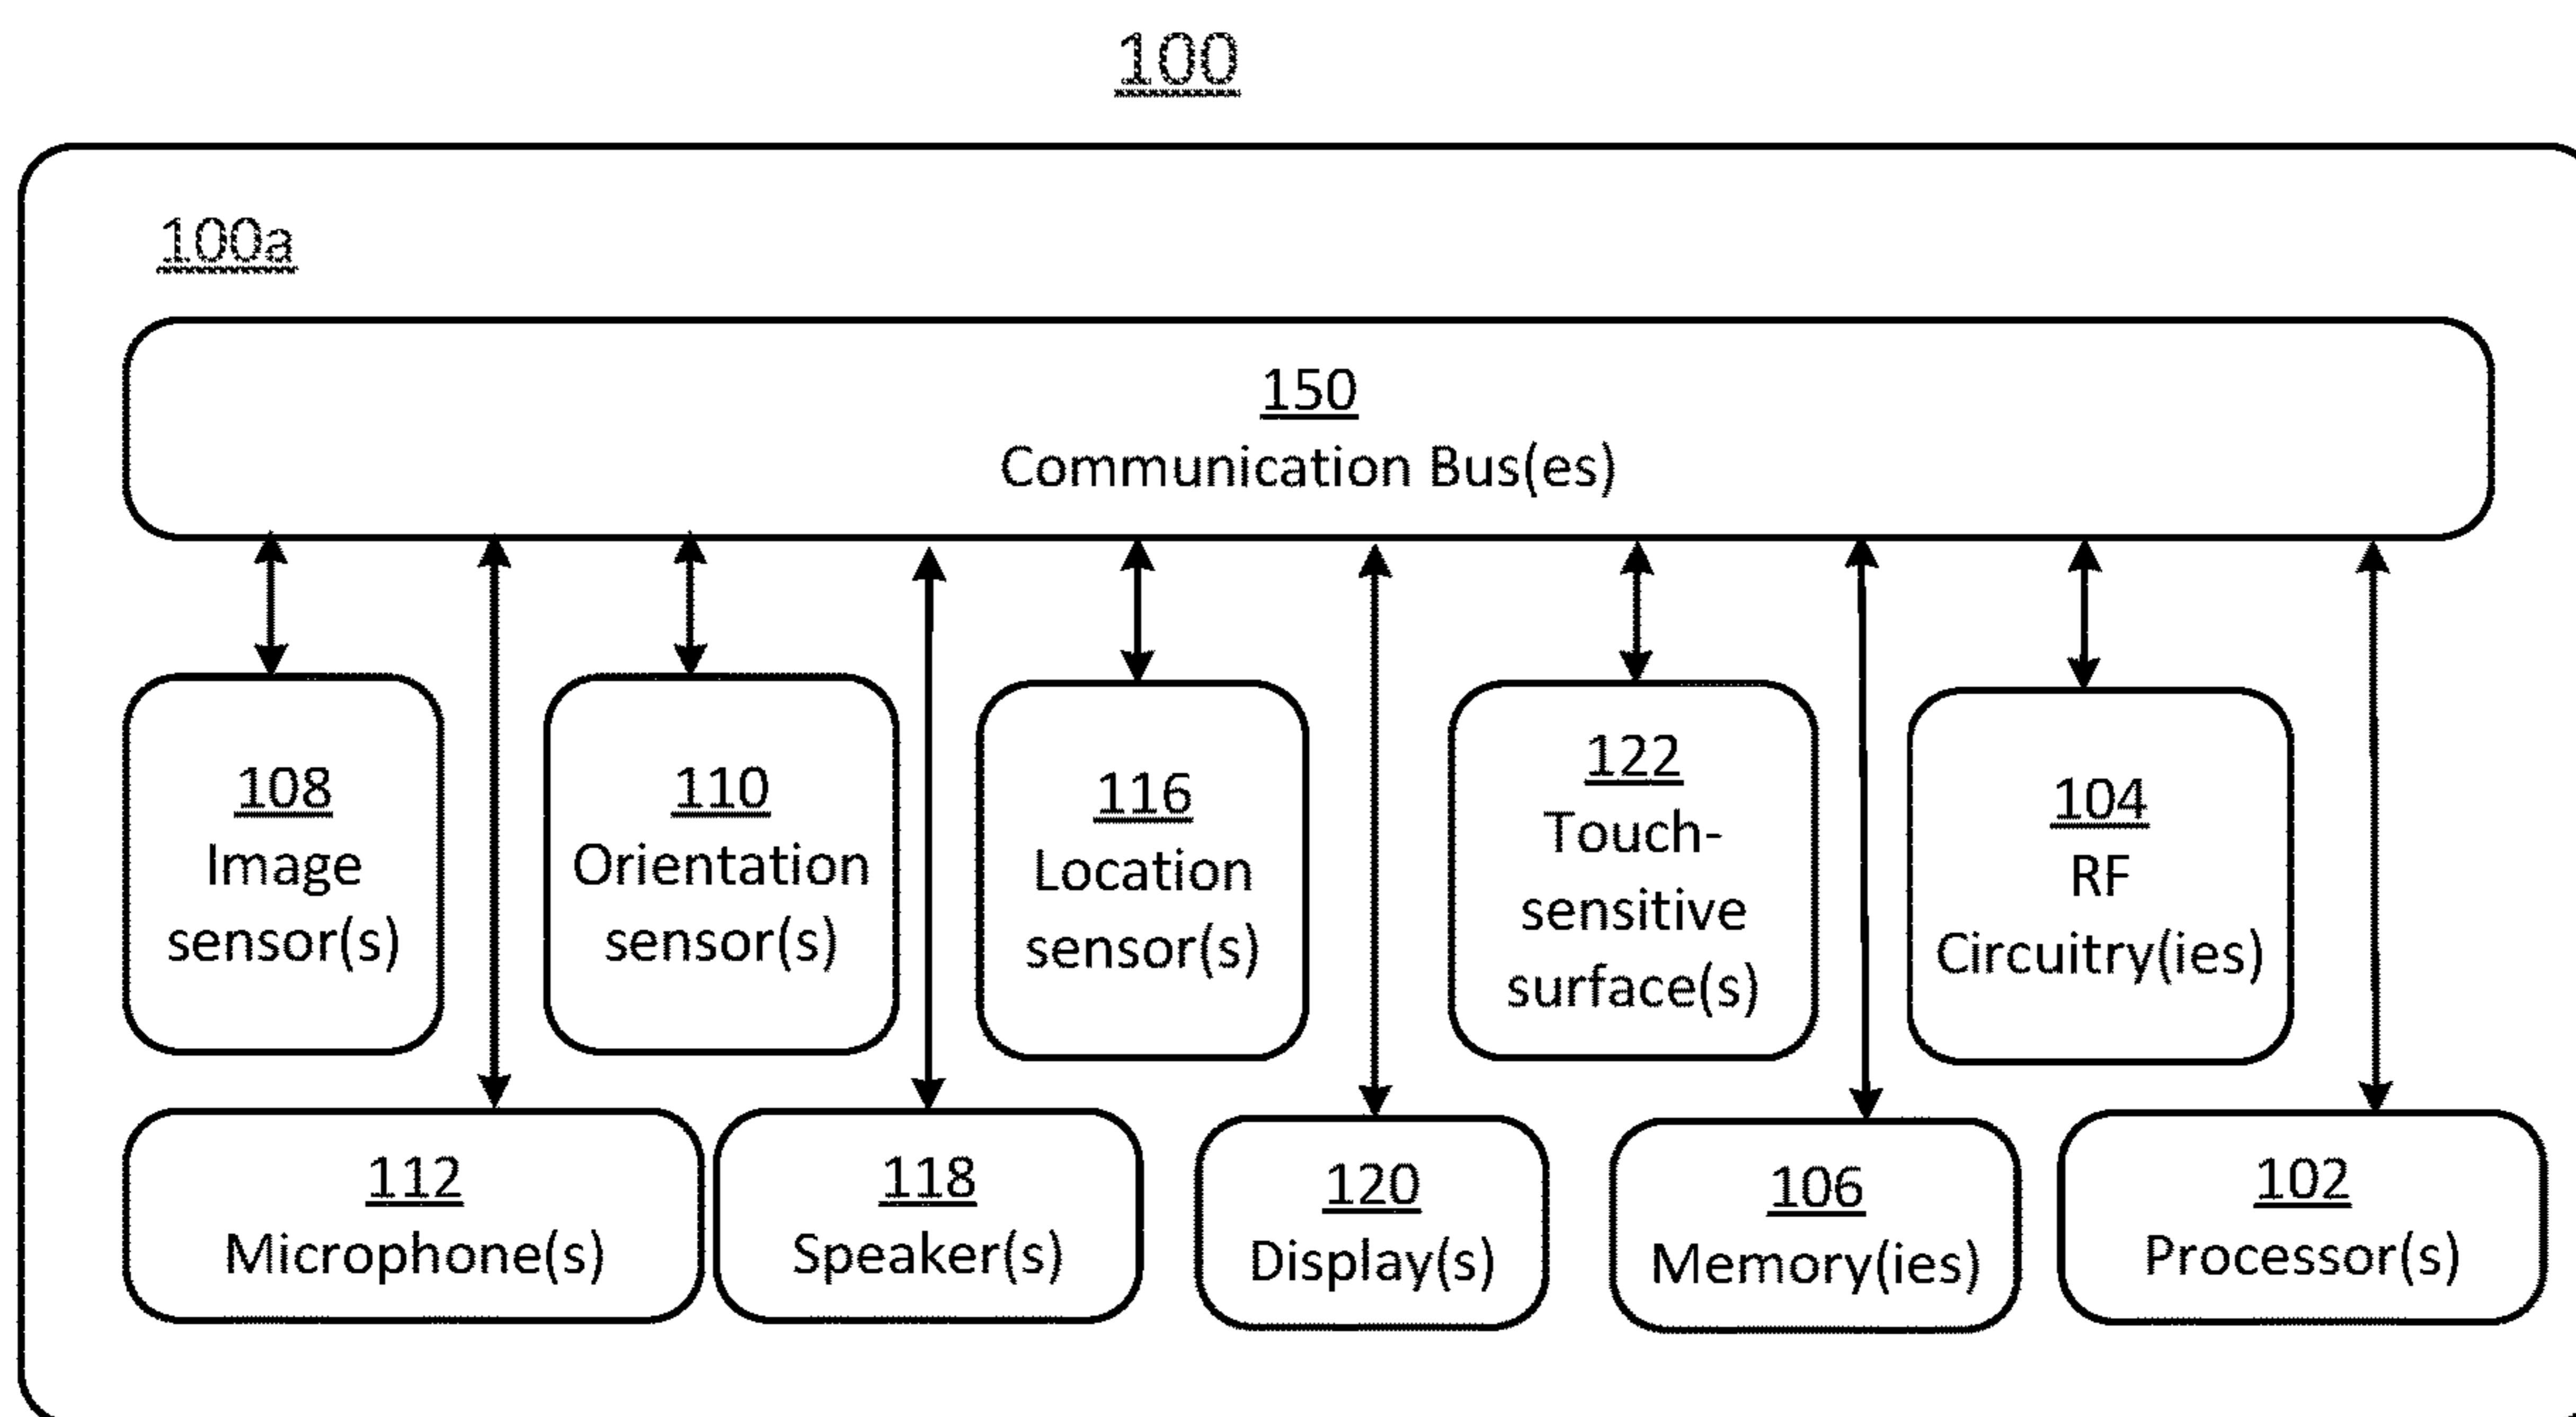 100
100a
150
Communication Bus(es)
108
Image
sensor(s)
110
Orientation
sensor(s)
116
Location
sensor(s)
122
Touch-
sensitive
surface(s)
104
RF
Circuitry(ies)
112
Microphone(s)
118
Speaker(s)
120
Display(s)
106
Memory(ies)
102
Processor(s)